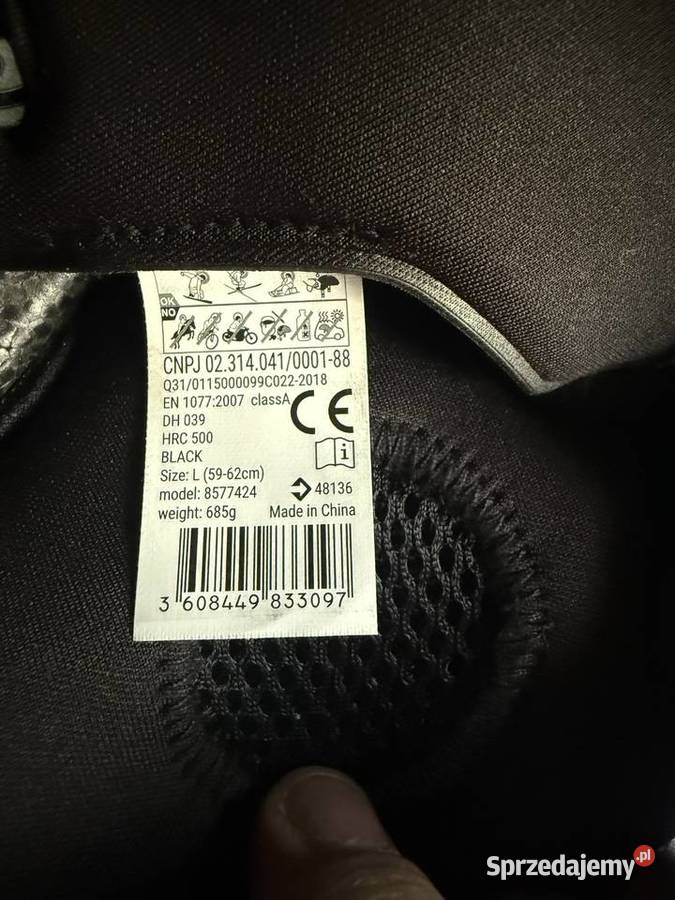 OK
NO
CNPJ 02.314.041/0001-88
Q31/0115000099C022-2018
EN 1077:2007 classA
CE
DH 039
HRC 500
BLACK
i
Size: L (59-62cm)
model: 8577424
48136
weight: 685g
Made in China
3 608449 833097
Sprzedajemy.pl